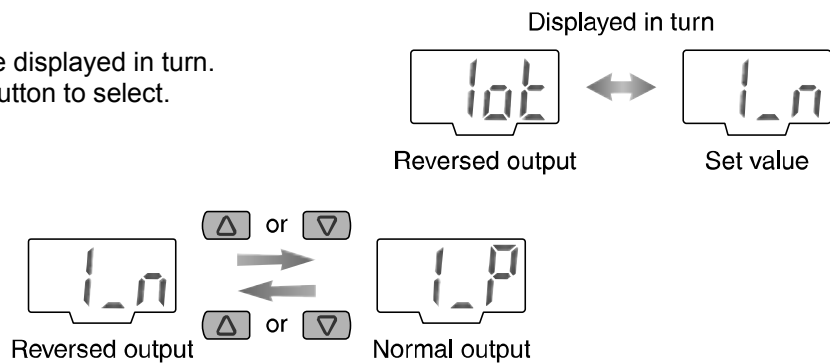 Displayed in turn
e displayed in turn.
utton to select.
1ot
1_n
Reversed output
Set value
or
1_n
1_P
or
Reversed output
Normal output